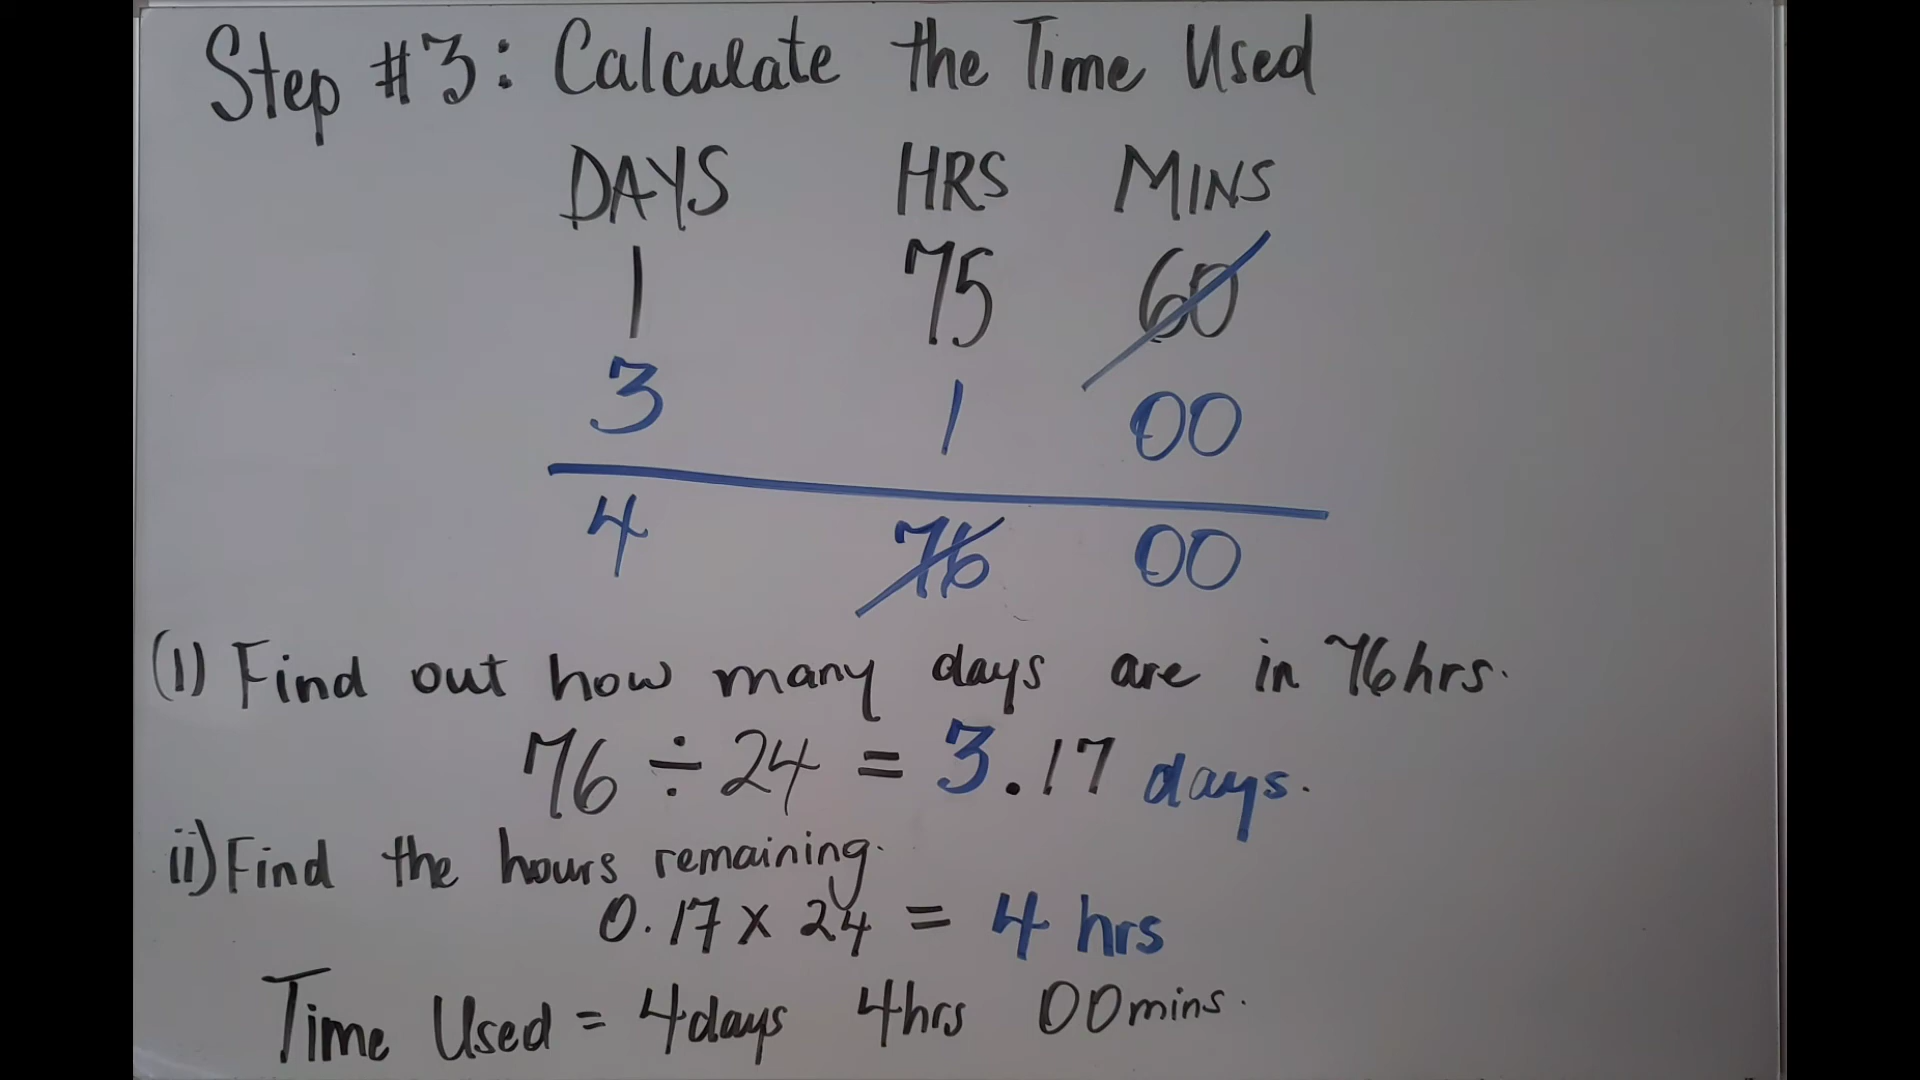 Step #3: Calculate the Time Used
DAYS HRS MINS
1 75 60
3 1 00
4 76 00
(i) Find out how many days are in 76hrs.
76 ÷ 24 = 3.17 days.
ii) Find the hours remaining.
0.17 x 24 = 4 hrs
Time Used = 4days 4hrs 00mins.